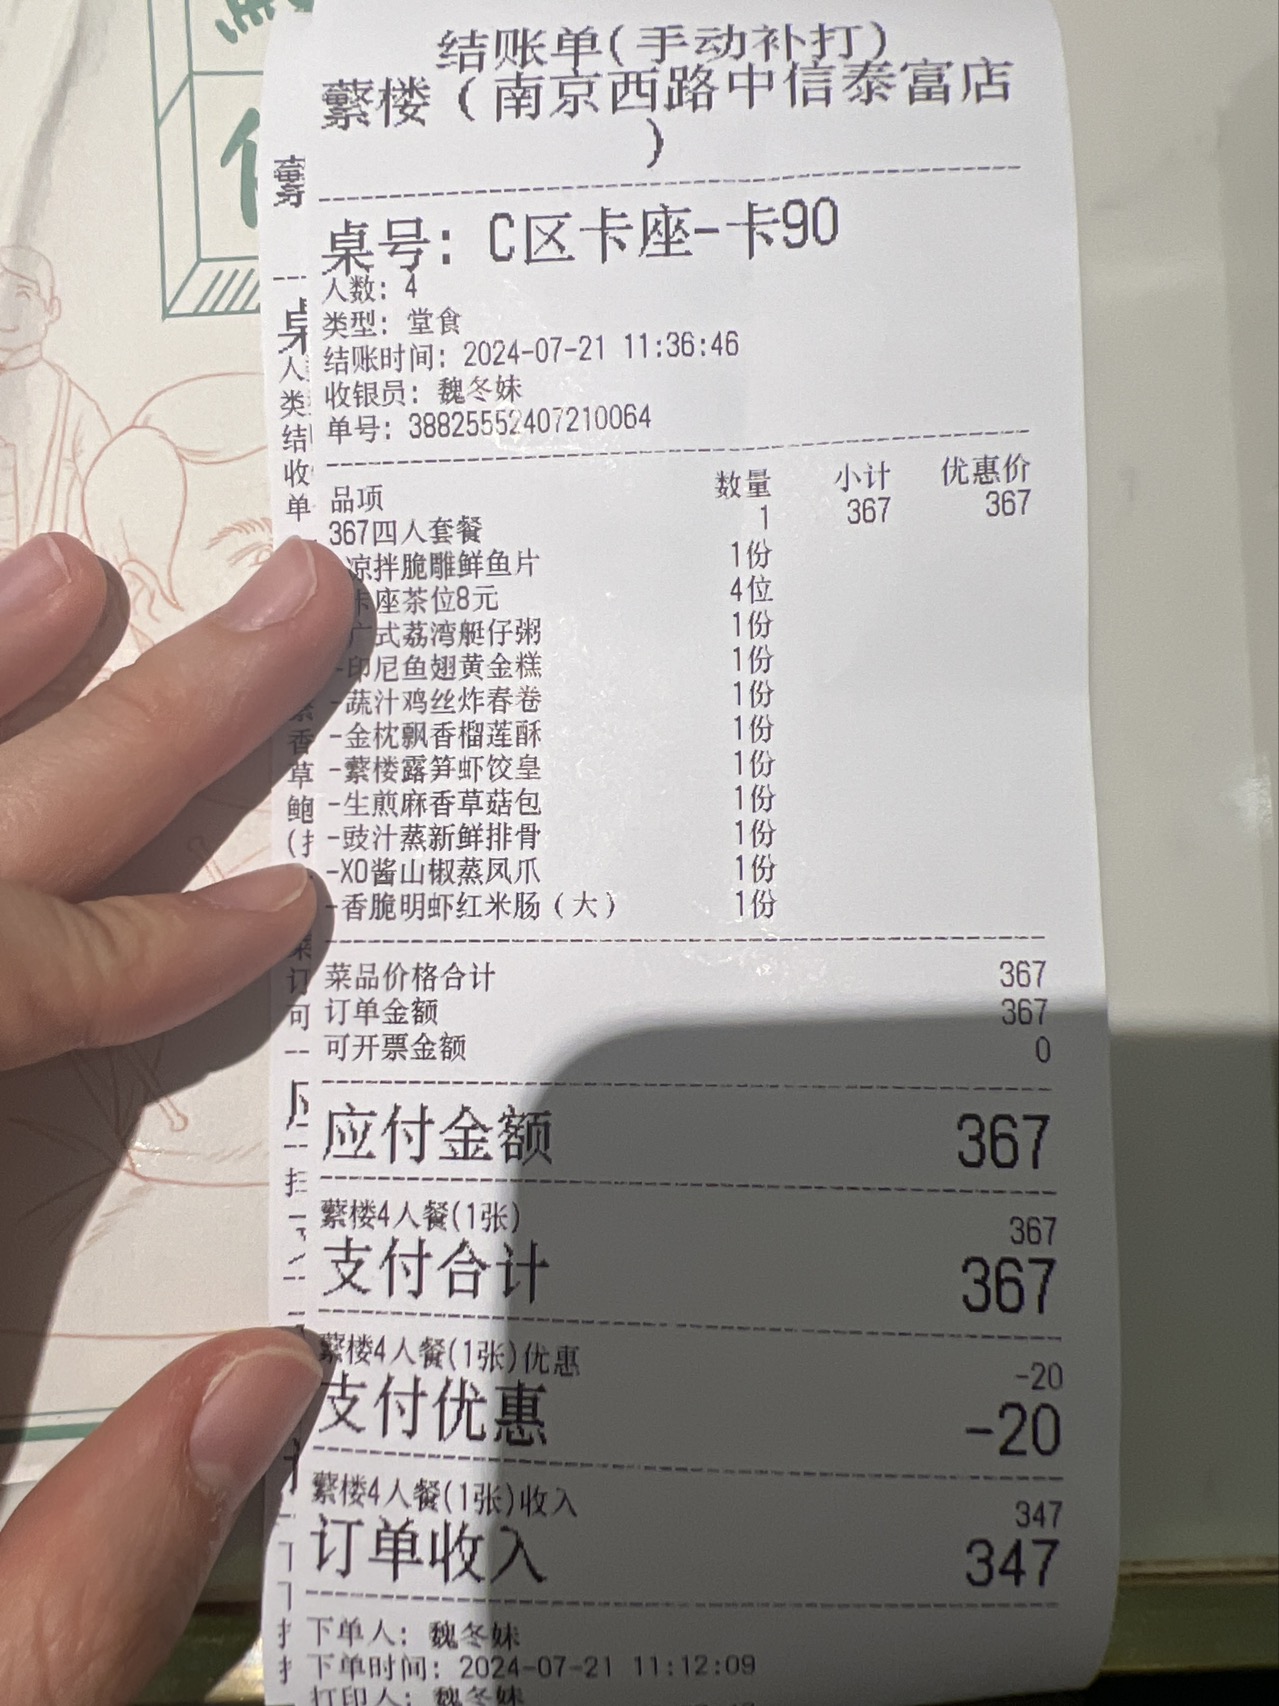 结账单(手动补打)
蘩楼（南京西路中信泰富店
）
桌号: C区卡座-卡90
人数: 4
类型: 堂食
结账时间: 2024-07-21 11:36:46
收银员: 魏冬妹
单号: 38825552407210064
品项 数量 小计 优惠价
367四人套餐 1 367 367
凉拌脆雕鲜鱼片 1份
卡座茶位8元 4位
广式荔湾艇仔粥 1份
-印尼鱼翅黄金糕 1份
-蔬汁鸡丝炸春卷 1份
-金枕飘香榴莲酥 1份
-蘩楼露笋虾饺皇 1份
-生煎麻香草菇包 1份
-豉汁蒸新鲜排骨 1份
-XO酱山椒蒸凤爪 1份
-香脆明虾红米肠（大） 1份
菜品价格合计 367
订单金额 367
可开票金额 0
应付金额 367
蘩楼4人餐(1张) 367
支付合计 367
蘩楼4人餐(1张)优惠 -20
支付优惠 -20
蘩楼4人餐(1张)收入 347
订单收入 347
下单人: 魏冬妹
下单时间: 2024-07-21 11:12:09
打印人: 魏冬妹